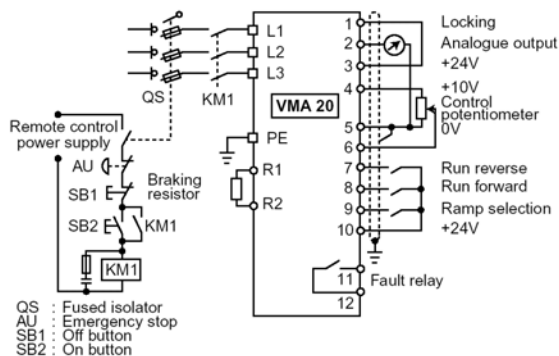 L1
L2
L3
QS
KM1
VMA 20
Remote control
power supply
AU
SB1
SB2
KM1
KM1
Braking
resistor
PE
R1
R2
1 Locking
2 Analogue output
3 +24V
4 +10V
Control
potentiometer
5 0V
6
7 Run reverse
8 Run forward
9 Ramp selection
10 +24V
11 Fault relay
12
QS : Fused isolator
AU : Emergency stop
SB1 : Off button
SB2 : On button